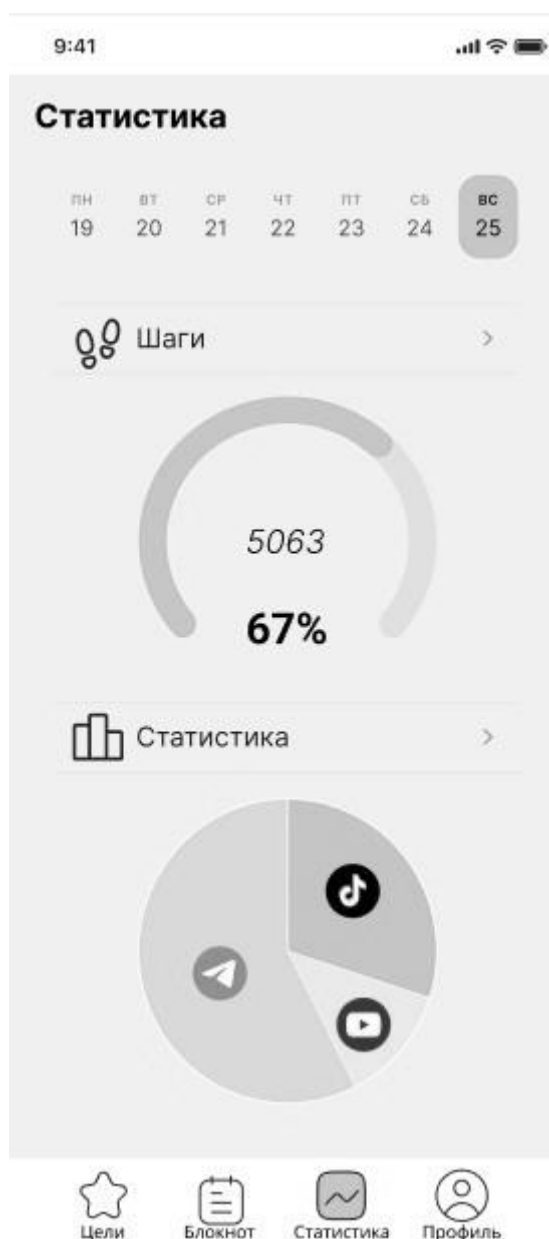 9:41
Статистика
ПН ВТ СР ЧТ ПТ СБ ВС
19 20 21 22 23 24 25
Шаги
5063
67%
Статистика
Цели Блокнот Статистика Профиль